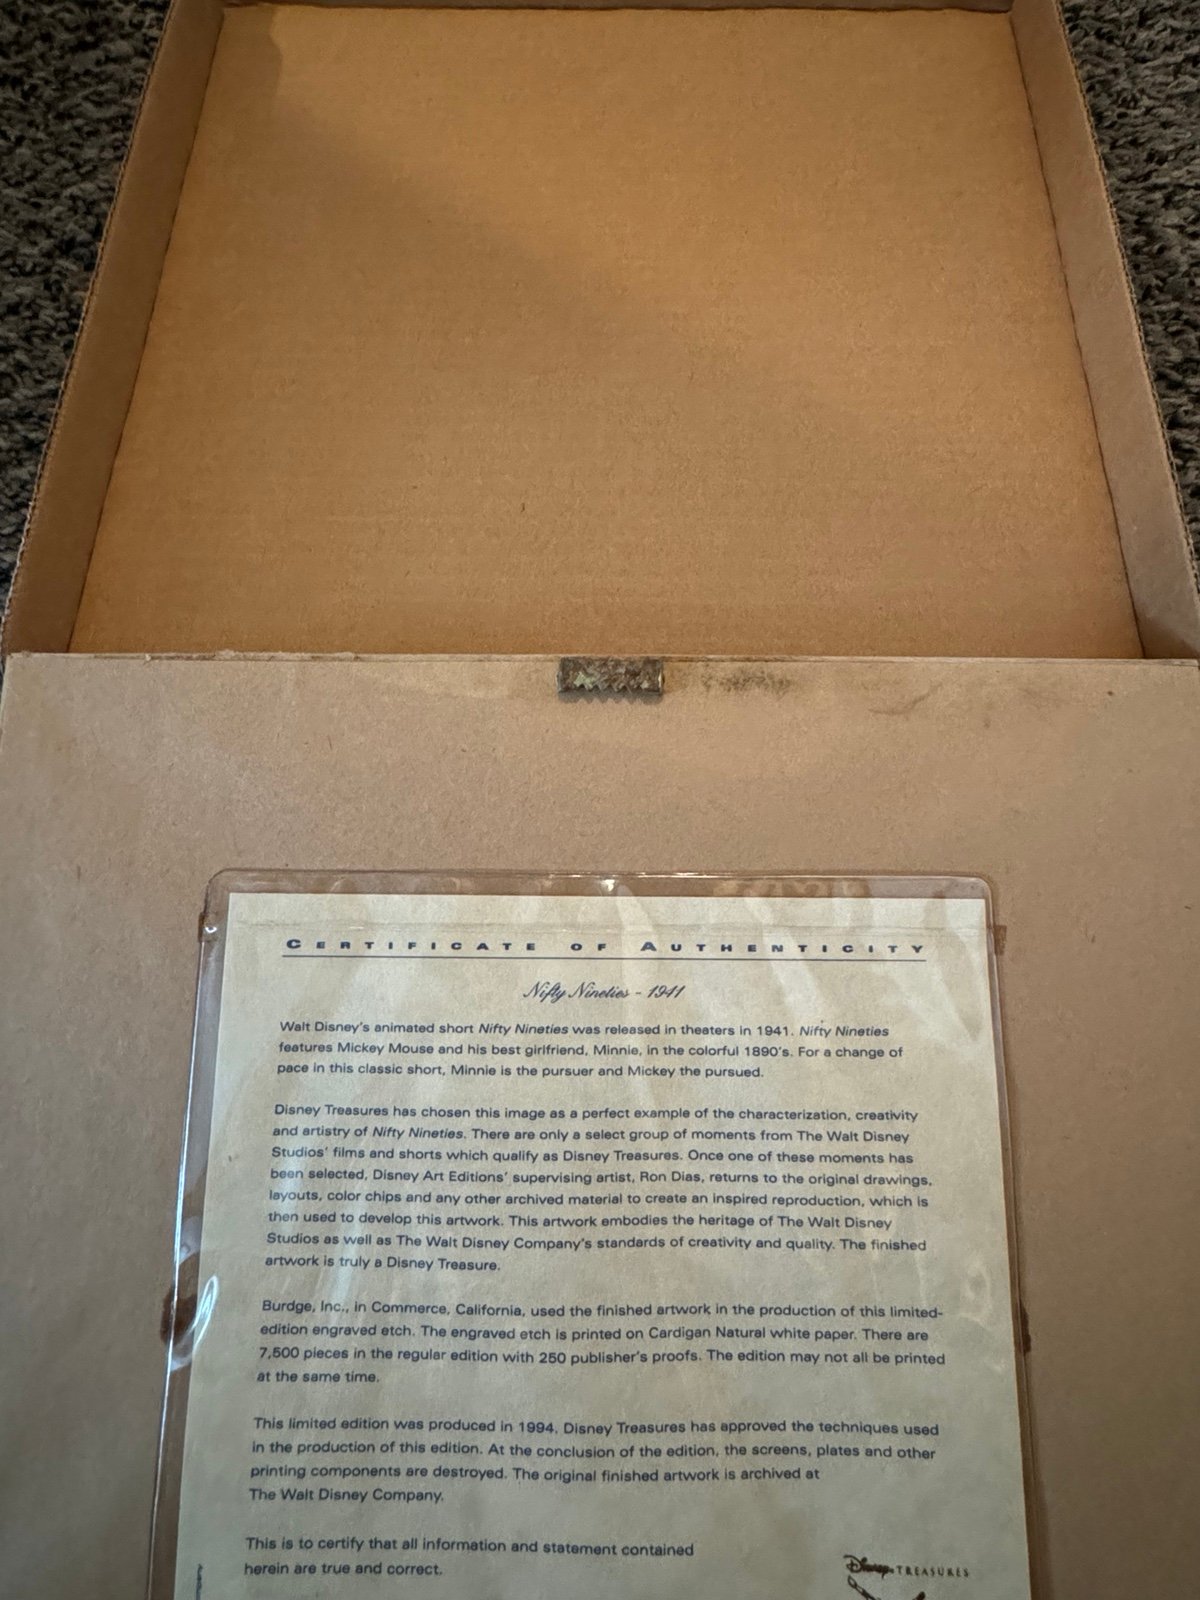 CERTIFICATE OF AUTHENTICITY
Nifty Nineties - 1941
Walt Disney's animated short Nifty Nineties was released in theaters in 1941. Nifty Nineties
features Mickey Mouse and his best girlfriend, Minnie, in the colorful 1890's. For a change of
pace in this classic short, Minnie is the pursuer and Mickey the pursued.
Disney Treasures has chosen this image as a perfect example of the characterization, creativity
and artistry of Nifty Nineties. There are only a select group of moments from The Walt Disney
Studios' films and shorts which qualify as Disney Treasures. Once one of these moments has
been selected, Disney Art Editions' supervising artist, Ron Dias, returns to the original drawings,
layouts, color chips and any other archived material to create an inspired reproduction, which is
then used to develop this artwork. This artwork embodies the heritage of The Walt Disney
Studios as well as The Walt Disney Company's standards of creativity and quality. The finished
artwork is truly a Disney Treasure.
Burdge, Inc., in Commerce, California, used the finished artwork in the production of this limited-
edition engraved etch. The engraved etch is printed on Cardigan Natural white paper. There are
7,500 pieces in the regular edition with 250 publisher's proofs. The edition may not all be printed
at the same time.
This limited edition was produced in 1994. Disney Treasures has approved the techniques used
in the production of this edition. At the conclusion of the edition, the screens, plates and other
printing components are destroyed. The original finished artwork is archived at
The Walt Disney Company.
This is to certify that all information and statement contained
herein are true and correct.
Disney TREASURES